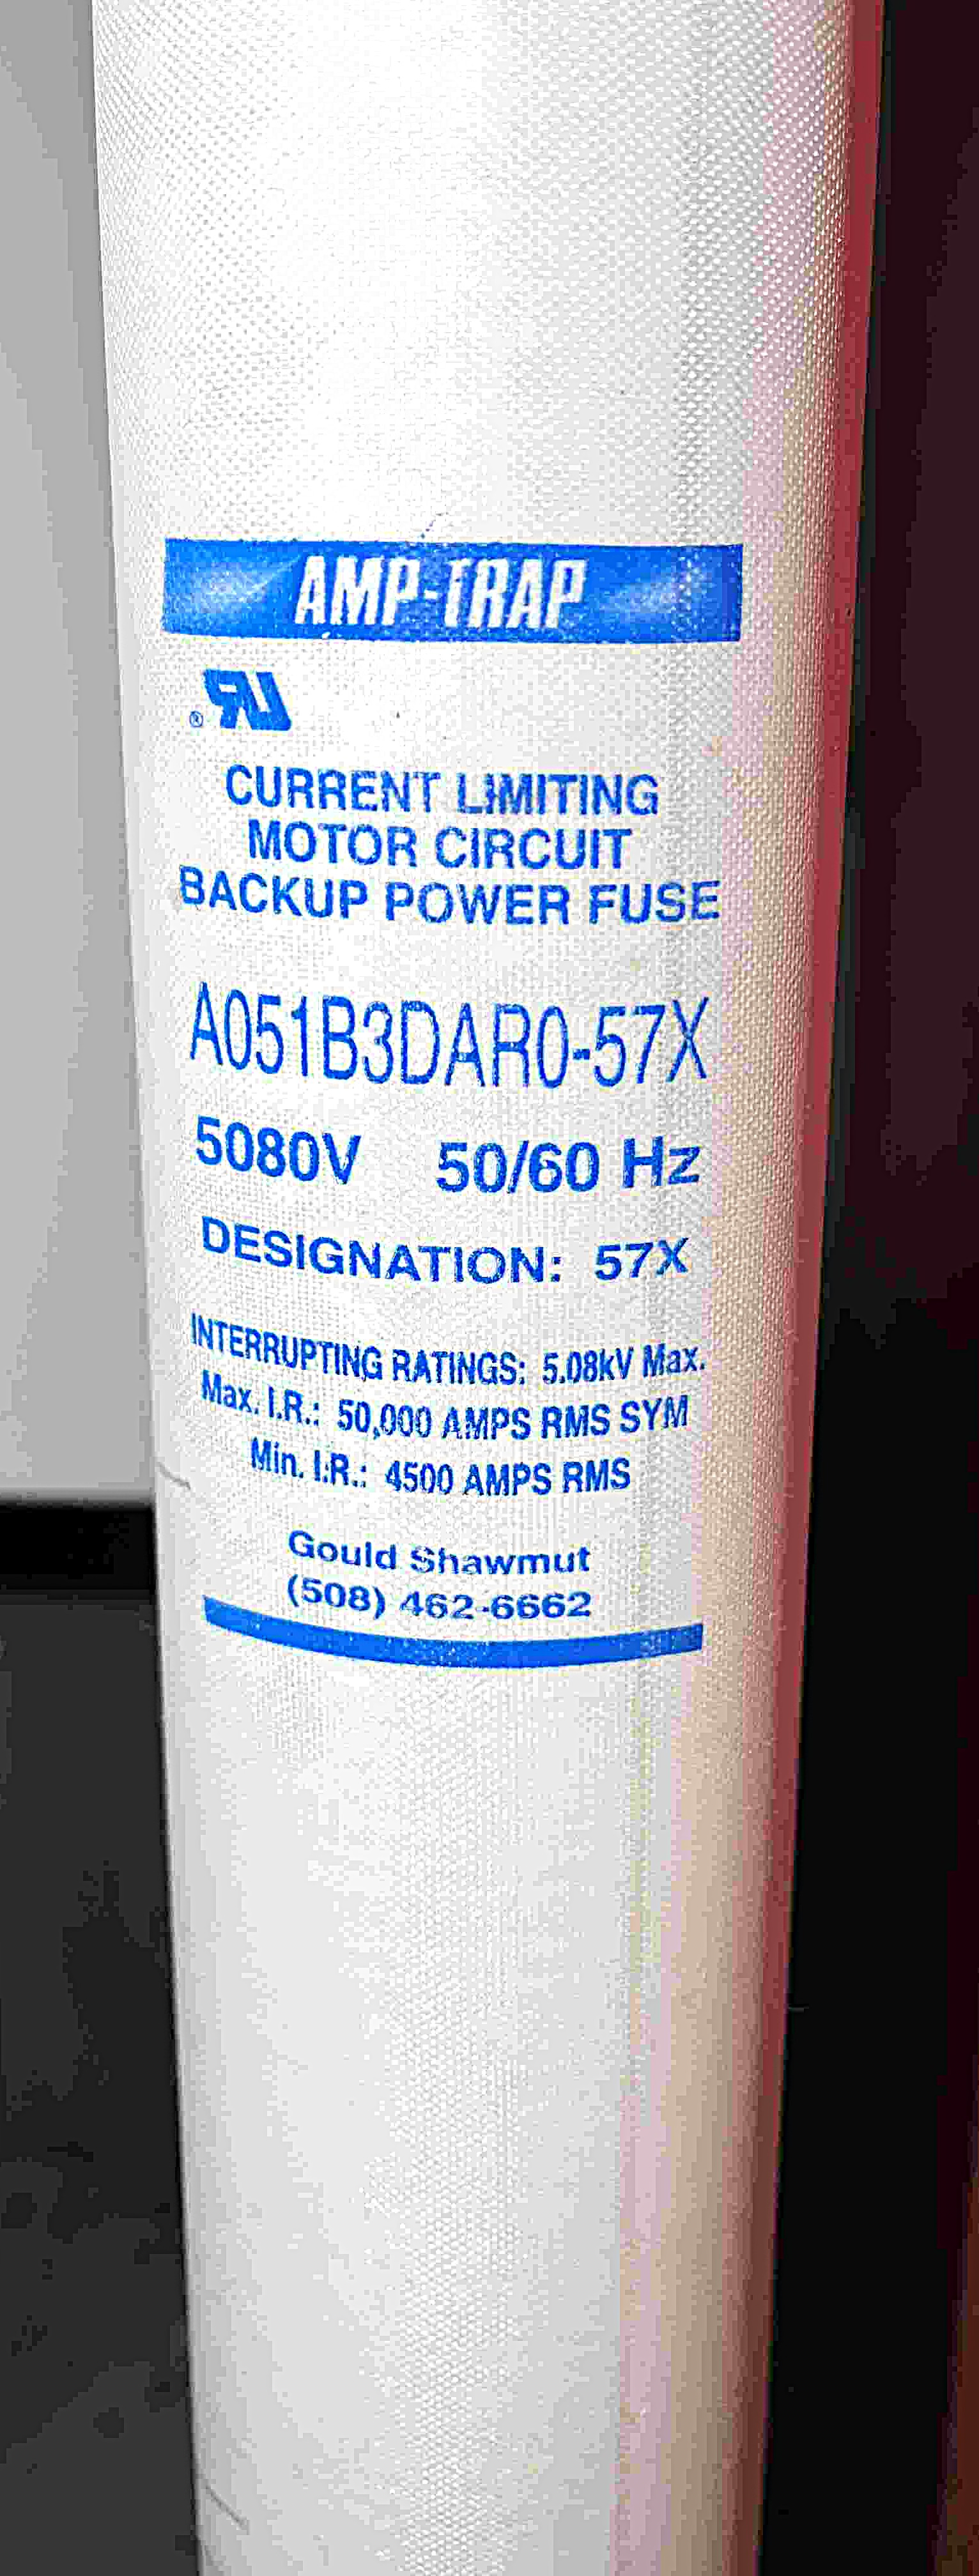 AMP-TRAP
®
CURRENT LIMITING
MOTOR CIRCUIT
BACKUP POWER FUSE
A051B3DAR0-57X
5080V 50/60 Hz
DESIGNATION: 57X
INTERRUPTING RATINGS: 5.08kV Max.
Max. I.R.: 50,000 AMPS RMS SYM
Min. I.R.: 4500 AMPS RMS
Gould Shawmut
(508) 462-6662